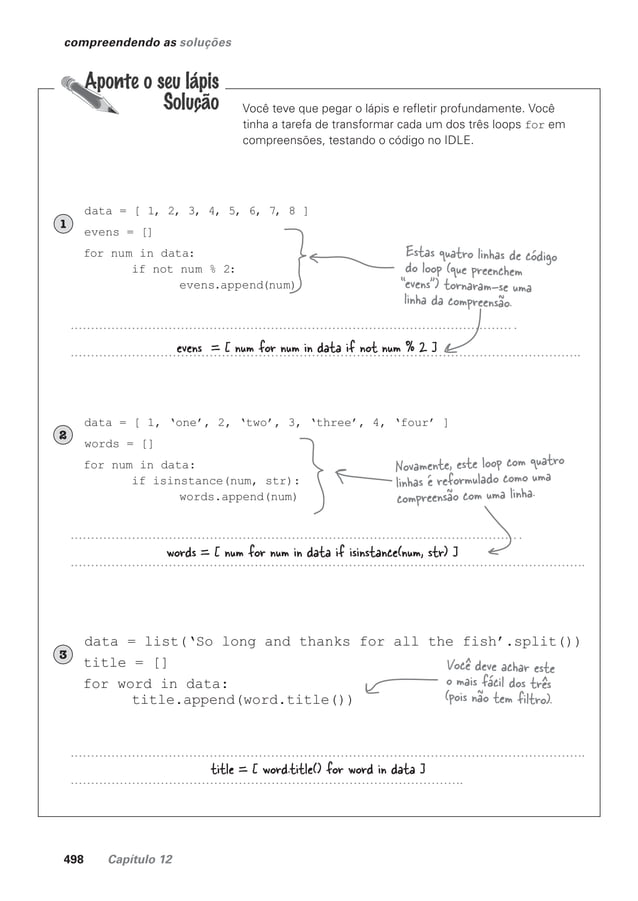 compreendendo as soluções
Aponte o seu lápis
Solução
Você teve que pegar o lápis e refletir profundamente. Você
tinha a tarefa de transformar cada um dos três loops for em
compreensões, testando o código no IDLE.
1
data = [ 1, 2, 3, 4, 5, 6, 7, 8 ]
evens = []
for num in data:
if not num % 2:
evens.append(num)
Estas quatro linhas de código
do loop (que preenchem
"evens") tornaram-se uma
linha da compreensão.
evens = [ num for num in data if not num % 2 ]
2
data = [ 1, ‘one’, 2, ‘two’, 3, ‘three’, 4, ‘four’ ]
words = []
for num in data:
if isinstance(num, str):
words.append(num)
Novamente, este loop com quatro
linhas é reformulado como uma
compreensão com uma linha.
words = [ num for num in data if isinstance(num, str) ]
3
data = list(‘So long and thanks for all the fish’.split())
title = []
for word in data:
title.append(word.title())
Você deve achar este
o mais fácil dos três
(pois não tem filtro).
title = [ word.title() for word in data ]
498 Capítulo 12